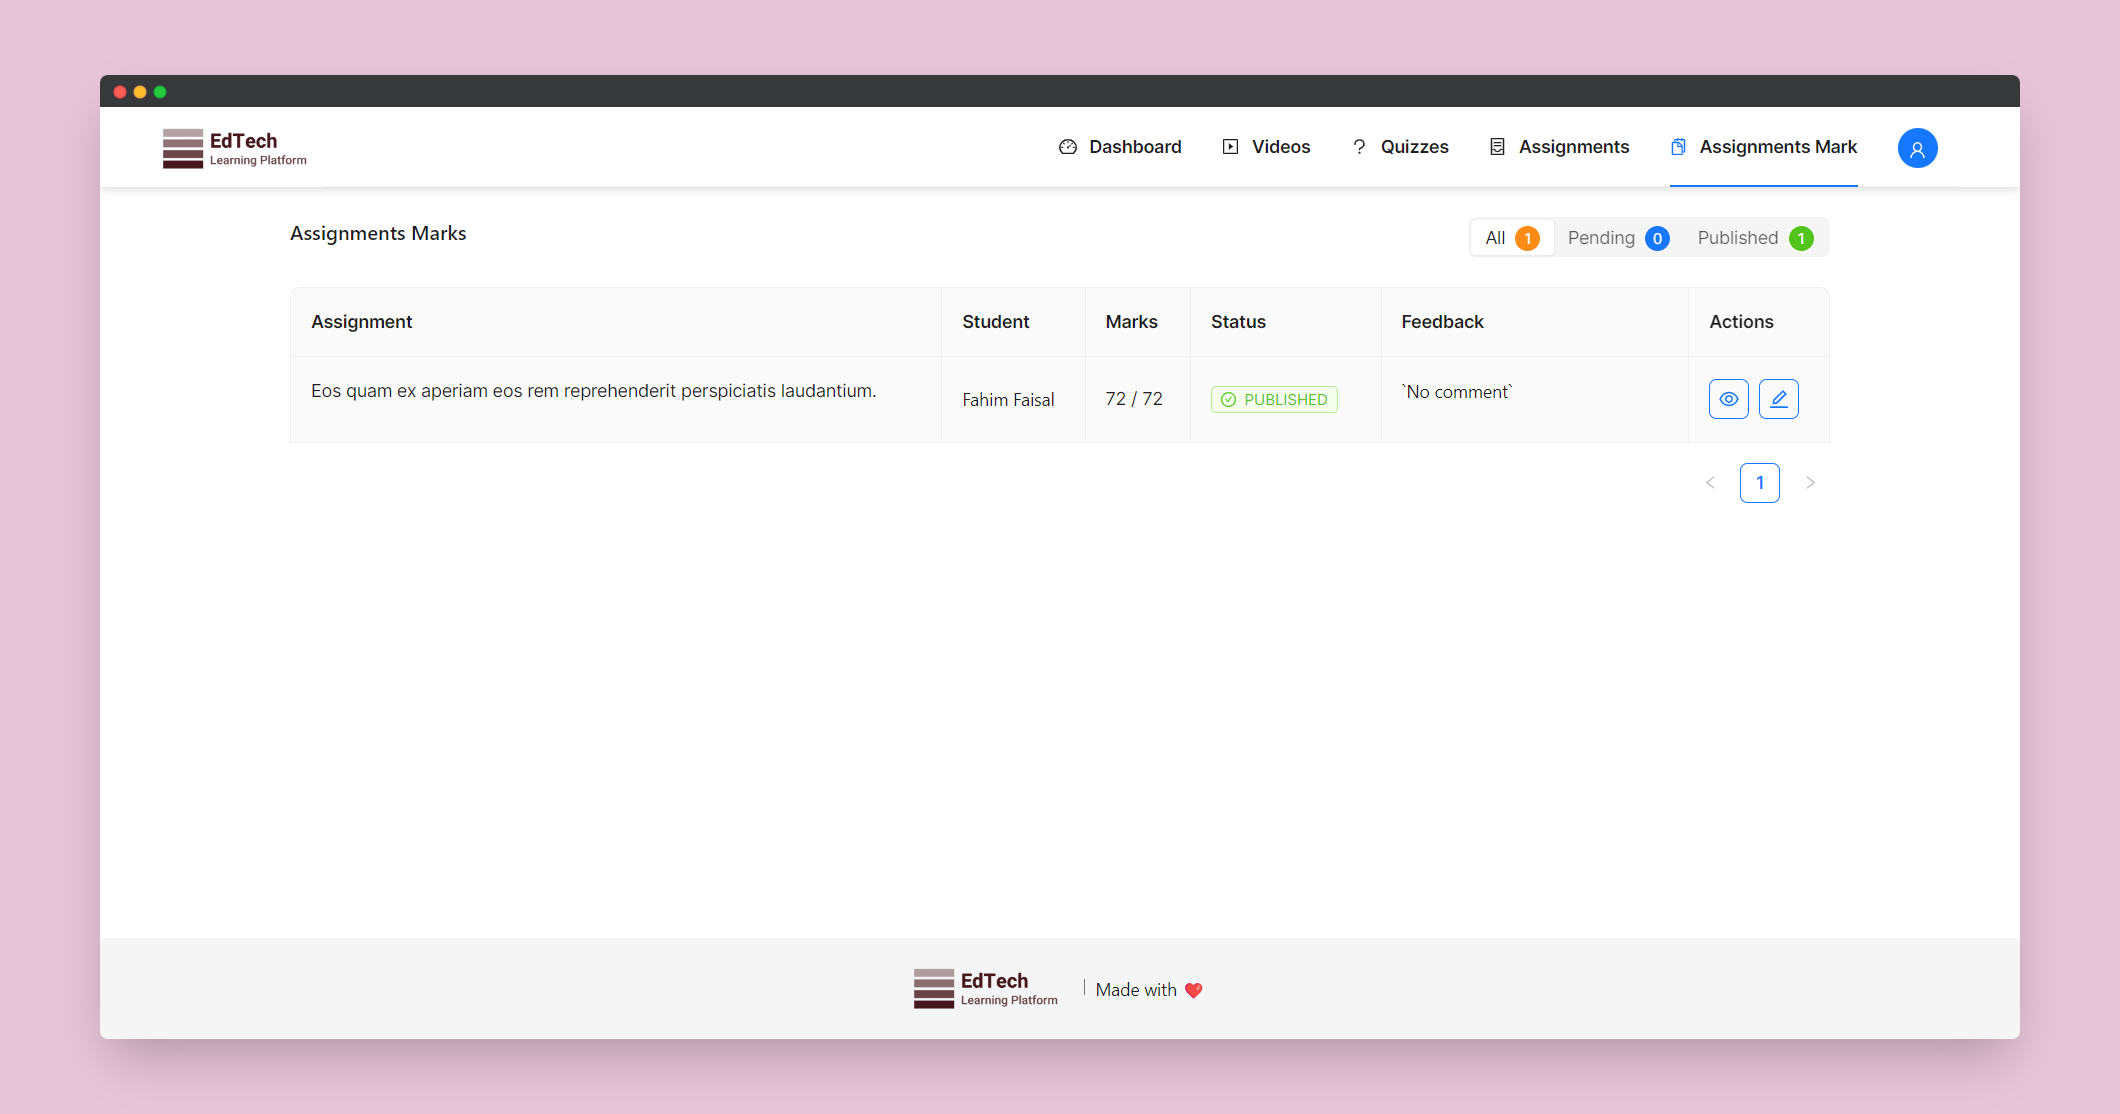 EdTech
Learning Platform
Dashboard
Videos
Quizzes
Assignments
Assignments Mark
Assignments Marks
All 1
Pending 0
Published 1
Assignment
Student
Marks
Status
Feedback
Actions
Eos quam ex aperiam eos rem reprehenderit perspiciatis laudantium.
Fahim Faisal
72 / 72
PUBLISHED
`No comment`
< 1 >
EdTech
Learning Platform
| Made with ❤️